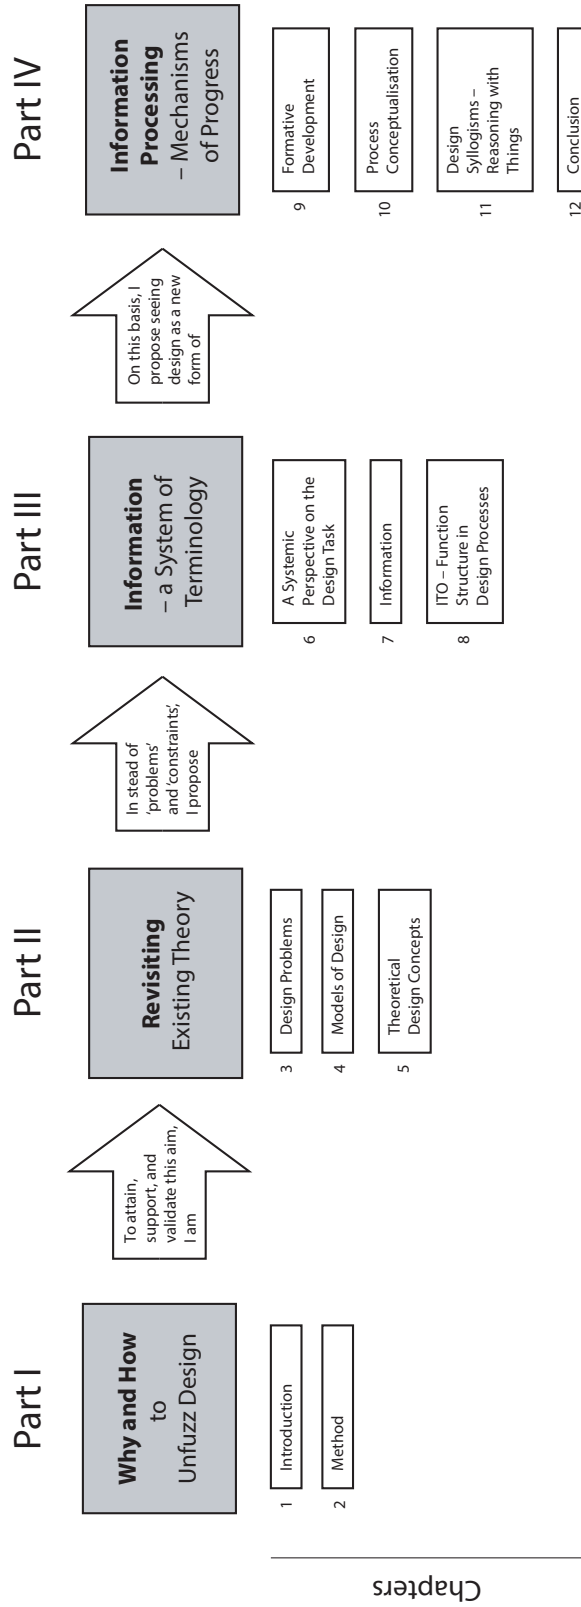 Part I
Why and How
to
Unfuzz Design
1
Introduction
2
Method
To attain,
support, and
validate this aim,
I am
Part II
Revisiting
Existing Theory
3
Design Problems
4
Models of Design
5
Theoretical
Design Concepts
In stead of
‘problems’
and ‘constraints’,
I propose
Part III
Information
– a System of
Terminology
6
A Systemic
Perspective on the
Design Task
7
Information
8
ITO – Function
Structure in
Design Processes
On this basis, I
propose seeing
design as a new
form of
Part IV
Information
Processing
– Mechanisms
of Progress
9
Formative
Development
10
Process
Conceptualisation
11
Design
Syllogisms –
Reasoning with
Things
12
Conclusion
Chapters